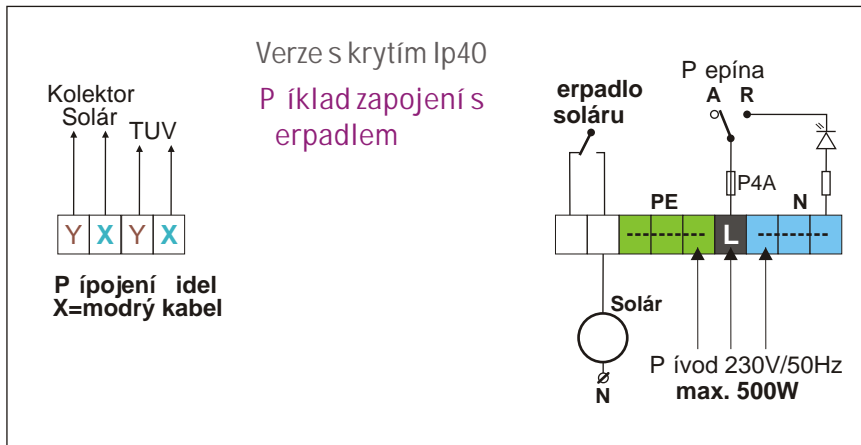 Verze s krytím Ip40
P íklad zapojení s
erpadlem
Kolektor
Solár
TUV
Y X Y X
P ípojení idel
X=modrý kabel
erpadlo
soláru
P epína
A R
P4A
PE
N
L
Solár
N
P ívod 230V/50Hz
max. 500W